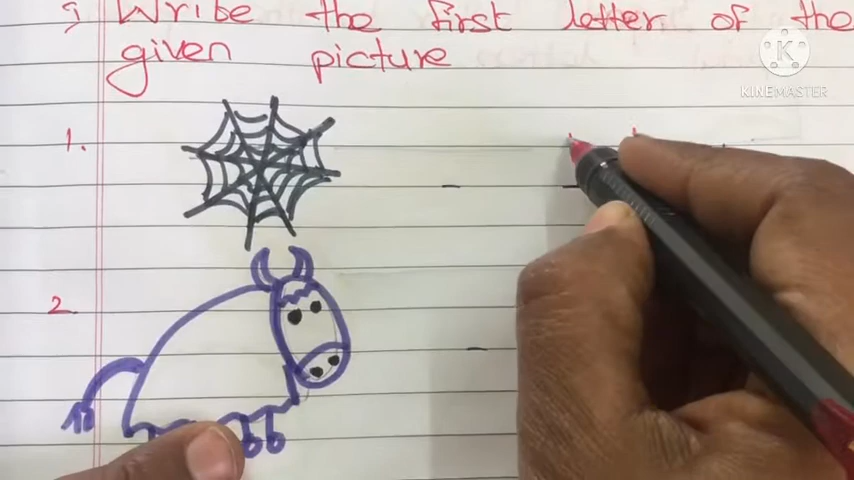 ই Write the first letter of the
given picture
K
KINEMASTER
1.
2